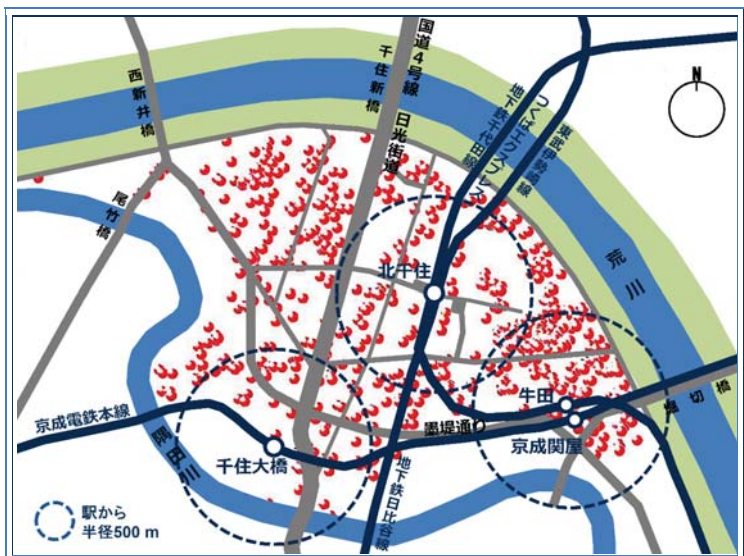 国道4号線
千住新橋
日光街道
西新井橋
尾竹橋
地下鉄千代田線
つくばエクスプレス
東武伊勢崎線
N
荒川
北千住
牛田
京成関屋
堀切橋
墨堤通り
京成電鉄本線
千住大橋
隅田川
地下鉄日比谷線
駅から
半径500 m